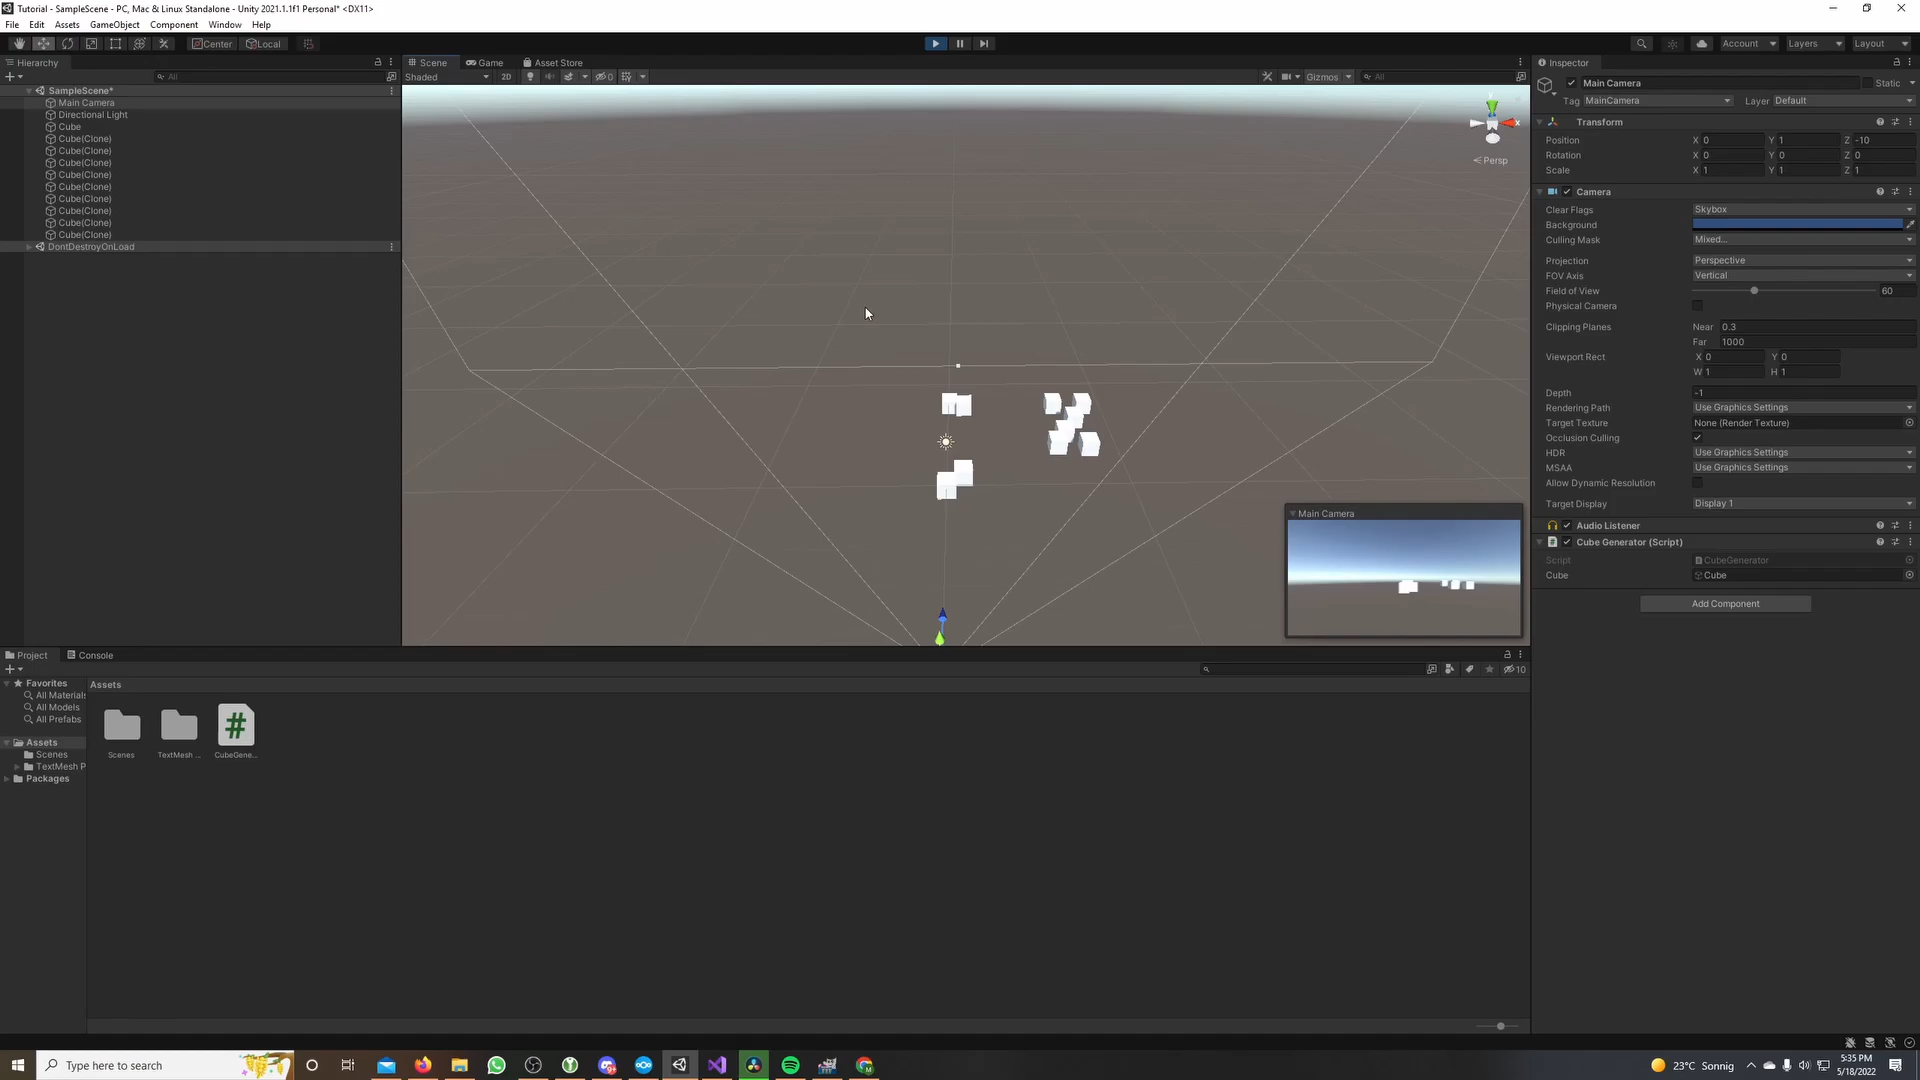 Tutorial - SampleScene - PC, Mac & Linux Standalone - Unity 2021.1.1f1 Personal* <DX11>
File Edit Assets GameObject Component Window Help
Center Local
Account Layers Layout
Hierarchy
All
SampleScene*
Main Camera
Directional Light
Cube
Cube(Clone)
Cube(Clone)
Cube(Clone)
Cube(Clone)
Cube(Clone)
Cube(Clone)
Cube(Clone)
Cube(Clone)
Cube(Clone)
DontDestroyOnLoad
Scene Game Asset Store
Shaded 2D 0 Gizmos All
y
x
< Persp
Main Camera
Inspector
Main Camera Static
Tag MainCamera Layer Default
Transform
Position X 0 Y 1 Z -10
Rotation X 0 Y 0 Z 0
Scale X 1 Y 1 Z 1
Camera
Clear Flags Skybox
Background
Culling Mask Mixed...
Projection Perspective
FOV Axis Vertical
Field of View 60
Physical Camera
Clipping Planes Near 0.3
Far 1000
Viewport Rect X 0 Y 0
W 1 H 1
Depth -1
Rendering Path Use Graphics Settings
Target Texture None (Render Texture)
Occlusion Culling
HDR Use Graphics Settings
MSAA Use Graphics Settings
Allow Dynamic Resolution
Target Display Display 1
Audio Listener
# Cube Generator (Script)
Script CubeGenerator
Cube Cube
Add Component
Project Console
10
Favorites
All Materials
All Models
All Prefabs
Assets
Scenes
TextMesh P
Packages
Assets
#
Scenes TextMesh ... CubeGene...
Type here to search
23°C Sonnig
5:35 PM
5/18/2022